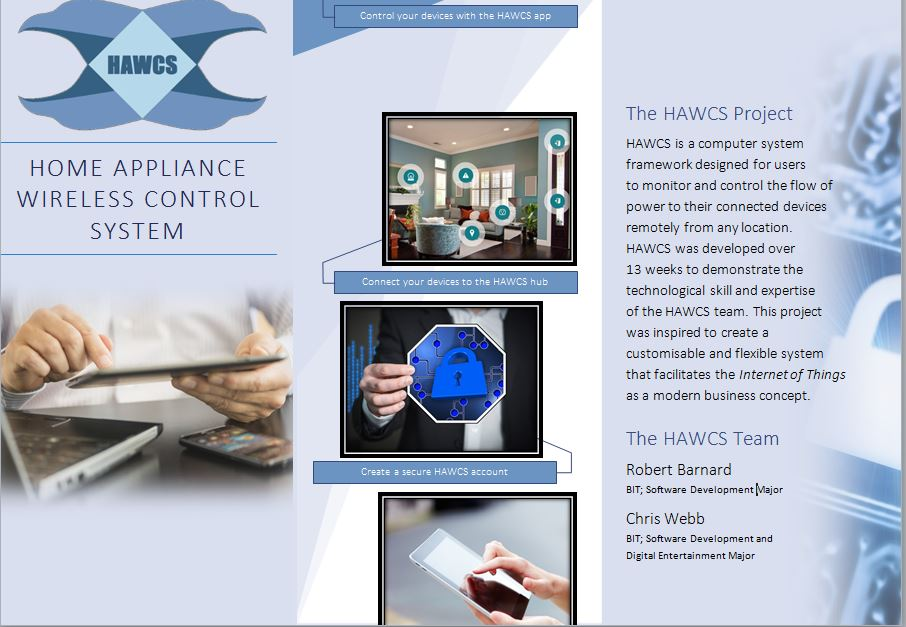 HAWCS
HOME APPLIANCE
WIRELESS CONTROL
SYSTEM
Control your devices with the HAWCS app
Connect your devices to the HAWCS hub
Create a secure HAWCS account
The HAWCS Project
HAWCS is a computer system
framework designed for users
to monitor and control the flow of
power to their connected devices
remotely from any location.
HAWCS was developed over
13 weeks to demonstrate the
technological skill and expertise
of the HAWCS team. This project
was inspired to create a
customisable and flexible system
that facilitates the Internet of Things
as a modern business concept.
The HAWCS Team
Robert Barnard
BIT; Software Development Major
Chris Webb
BIT; Software Development and
Digital Entertainment Major